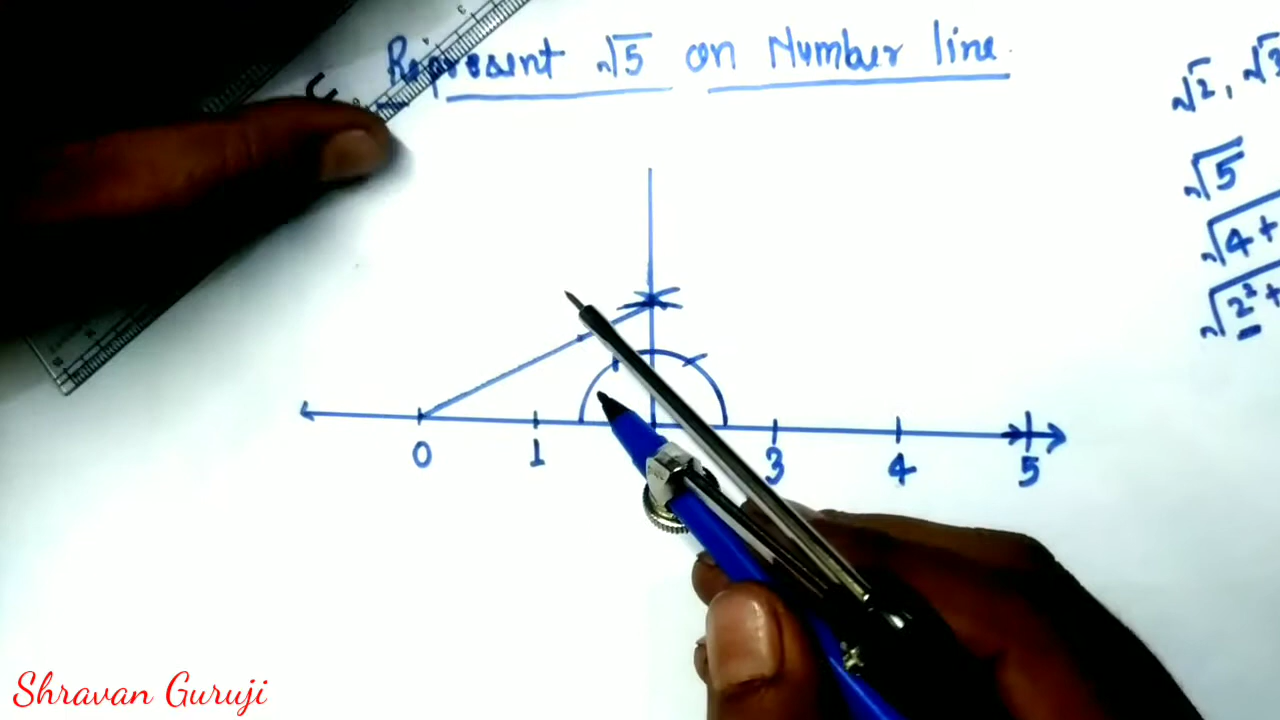 Represent √5 on Number line.
√2, √3
√5
√4+
√2²+
0 1 3 4 5
Shravan Guruji